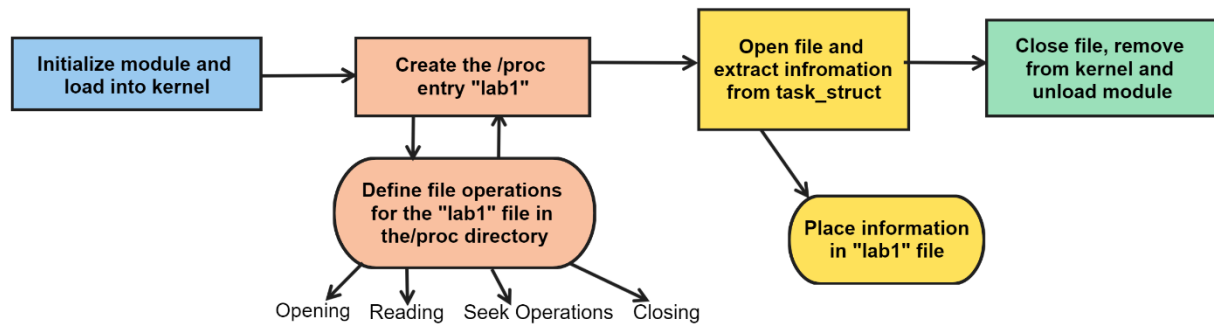 Initialize module and
load into kernel
Create the /proc
entry "lab1"
Open file and
extract infromation
from task_struct
Close file, remove
from kernel and
unload module
Define file operations
for the "lab1" file in
the/proc directory
Place information
in "lab1" file
Opening
Reading
Seek Operations
Closing